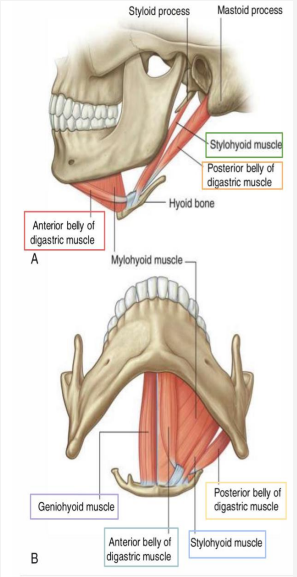 Styloid process
Mastoid process
Stylohyoid muscle
Posterior belly of
digastric muscle
Hyoid bone
Anterior belly of
digastric muscle
A
Mylohyoid muscle
Geniohyoid muscle
Posterior belly of
digastric muscle
Anterior belly of
digastric muscle
Stylohyoid muscle
B